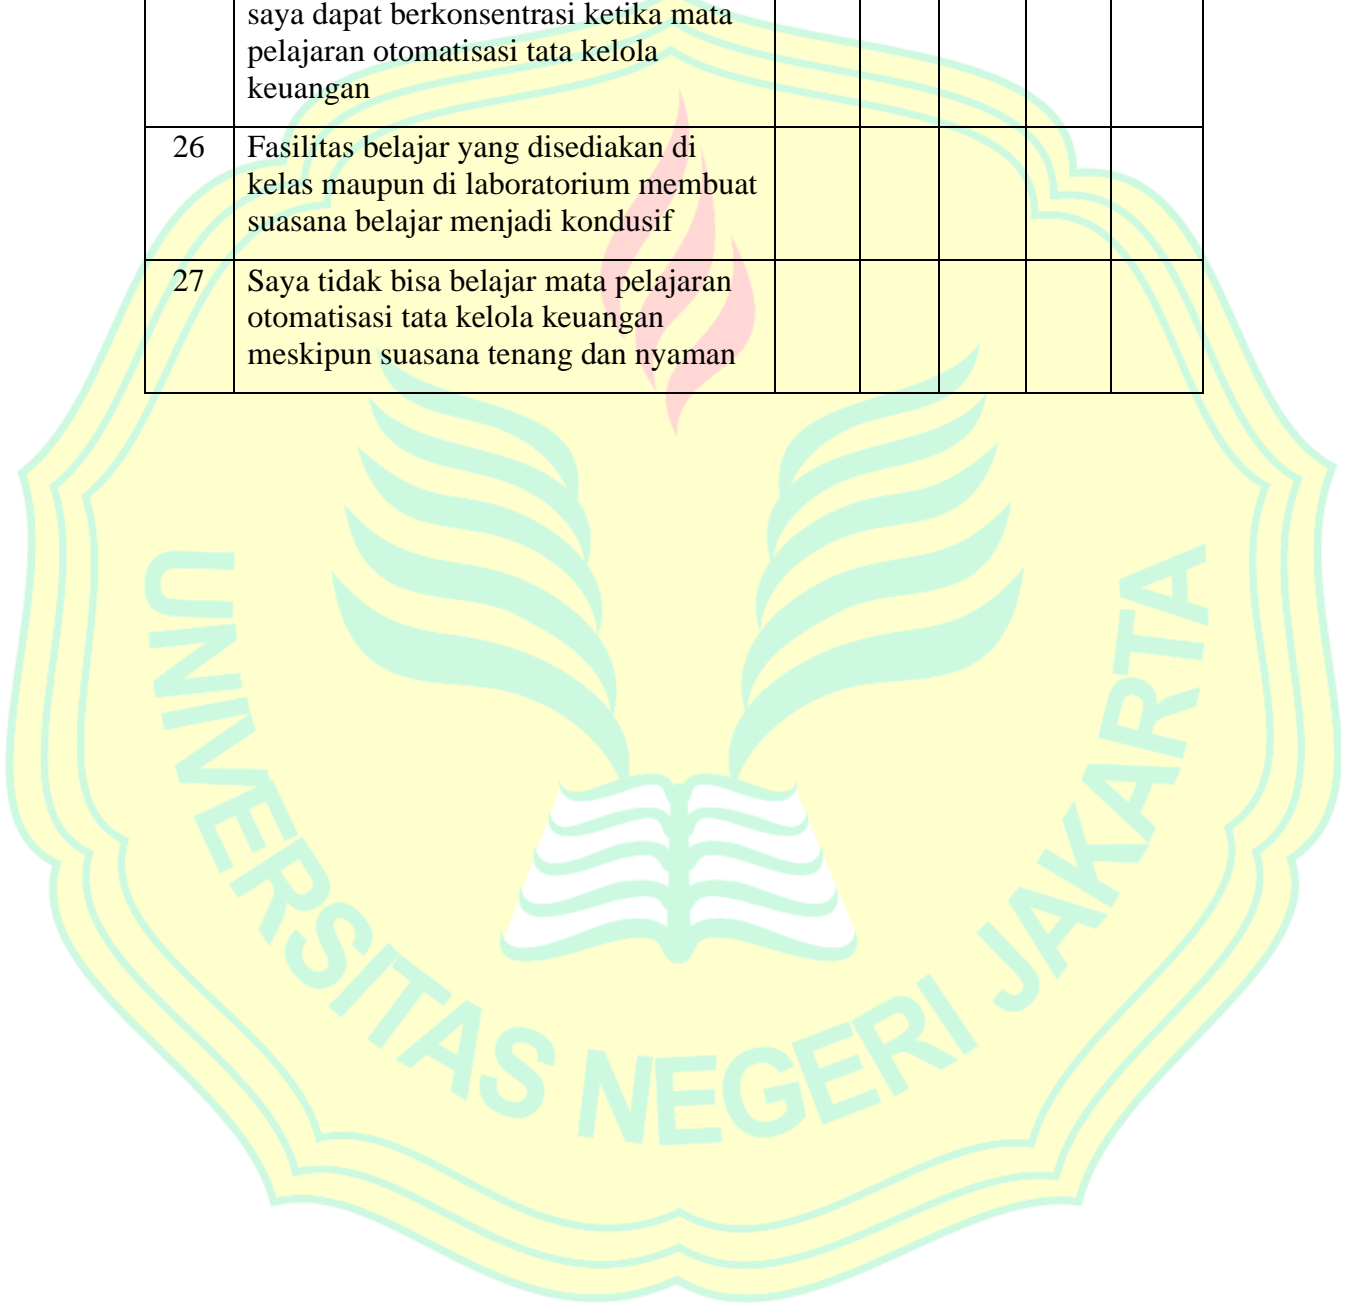 saya dapat berkonsentrasi ketika mata
pelajaran otomatisasi tata kelola
keuangan
26 Fasilitas belajar yang disediakan di
kelas maupun di laboratorium membuat
suasana belajar menjadi kondusif
27 Saya tidak bisa belajar mata pelajaran
otomatisasi tata kelola keuangan
meskipun suasana tenang dan nyaman
UNIVERSITAS NEGERI JAKARTA